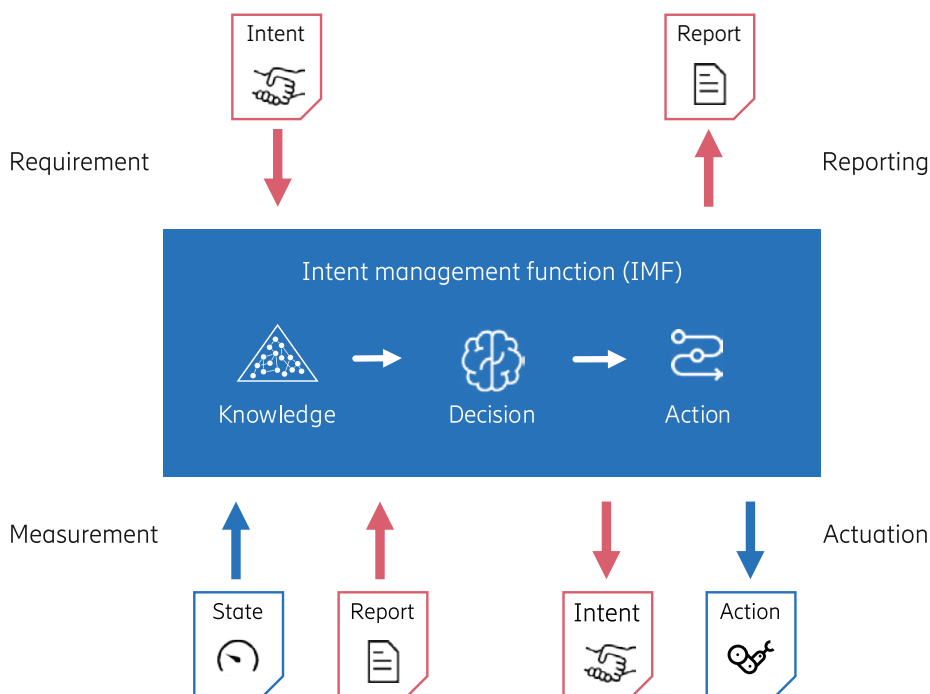 Intent
Report
Requirement
Reporting
Intent management function (IMF)
Knowledge
Decision
Action
Measurement
Actuation
State
Report
Intent
Action